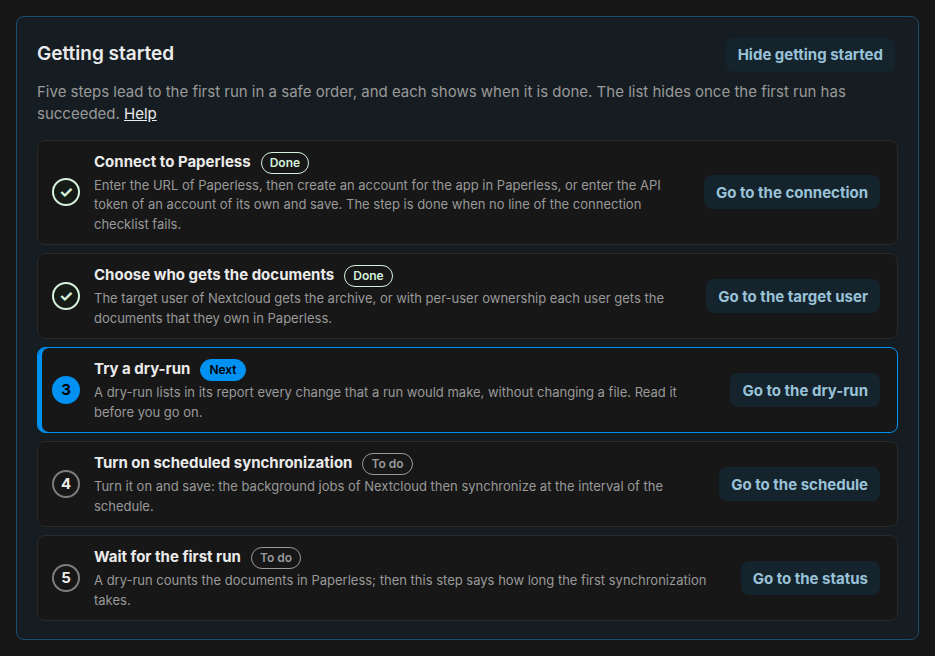 Getting started
Hide getting started
Five steps lead to the first run in a safe order, and each shows when it is done. The list hides once the first run has
succeeded. Help
Connect to Paperless Done
Enter the URL of Paperless, then create an account for the app in Paperless, or enter the API
token of an account of its own and save. The step is done when no line of the connection
checklist fails.
Go to the connection
Choose who gets the documents Done
The target user of Nextcloud gets the archive, or with per-user ownership each user gets the
documents that they own in Paperless.
Go to the target user
3
Try a dry-run Next
A dry-run lists in its report every change that a run would make, without changing a file. Read it
before you go on.
Go to the dry-run
4
Turn on scheduled synchronization To do
Turn it on and save: the background jobs of Nextcloud then synchronize at the interval of the
schedule.
Go to the schedule
5
Wait for the first run To do
A dry-run counts the documents in Paperless; then this step says how long the first synchronization
takes.
Go to the status